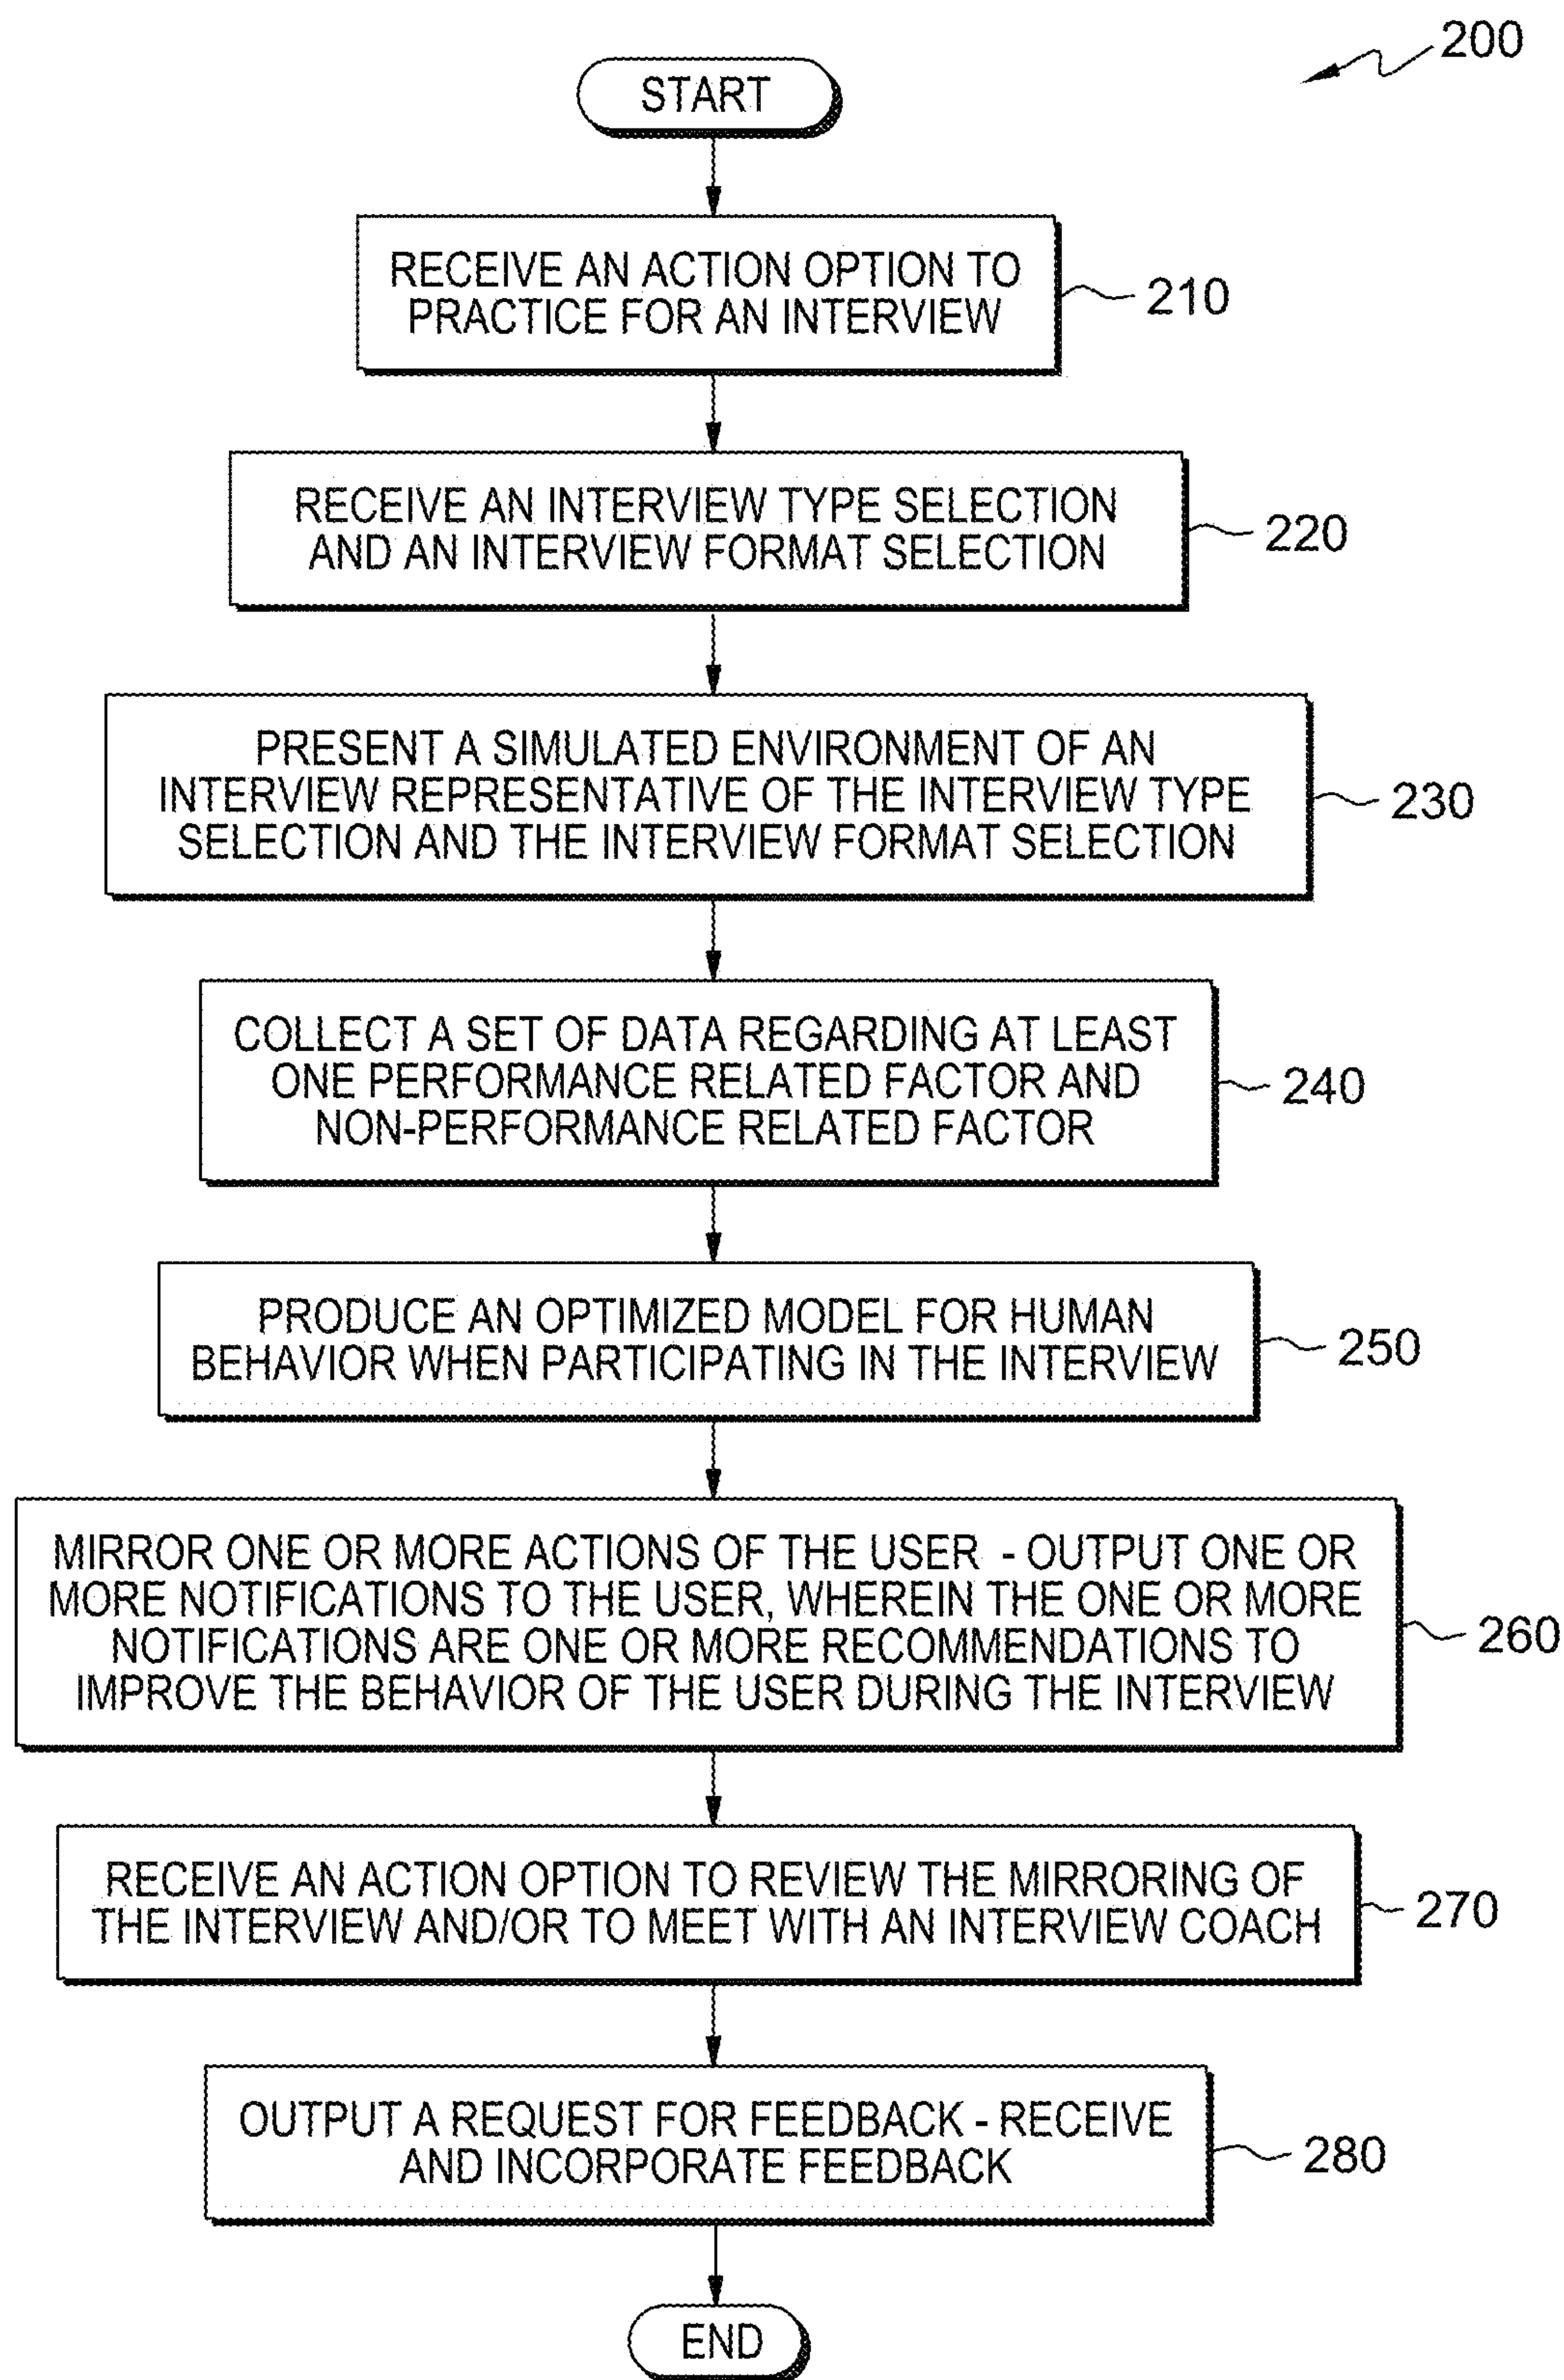 200
START
RECEIVE AN ACTION OPTION TO
PRACTICE FOR AN INTERVIEW
210
RECEIVE AN INTERVIEW TYPE SELECTION
AND AN INTERVIEW FORMAT SELECTION
220
PRESENT A SIMULATED ENVIRONMENT OF AN
INTERVIEW REPRESENTATIVE OF THE INTERVIEW TYPE
SELECTION AND THE INTERVIEW FORMAT SELECTION
230
COLLECT A SET OF DATA REGARDING AT LEAST
ONE PERFORMANCE RELATED FACTOR AND
NON-PERFORMANCE RELATED FACTOR
240
PRODUCE AN OPTIMIZED MODEL FOR HUMAN
BEHAVIOR WHEN PARTICIPATING IN THE INTERVIEW
250
MIRROR ONE OR MORE ACTIONS OF THE USER - OUTPUT ONE OR
MORE NOTIFICATIONS TO THE USER, WHEREIN THE ONE OR MORE
NOTIFICATIONS ARE ONE OR MORE RECOMMENDATIONS TO
IMPROVE THE BEHAVIOR OF THE USER DURING THE INTERVIEW
260
RECEIVE AN ACTION OPTION TO REVIEW THE MIRRORING OF
THE INTERVIEW AND/OR TO MEET WITH AN INTERVIEW COACH
270
OUTPUT A REQUEST FOR FEEDBACK - RECEIVE
AND INCORPORATE FEEDBACK
280
END